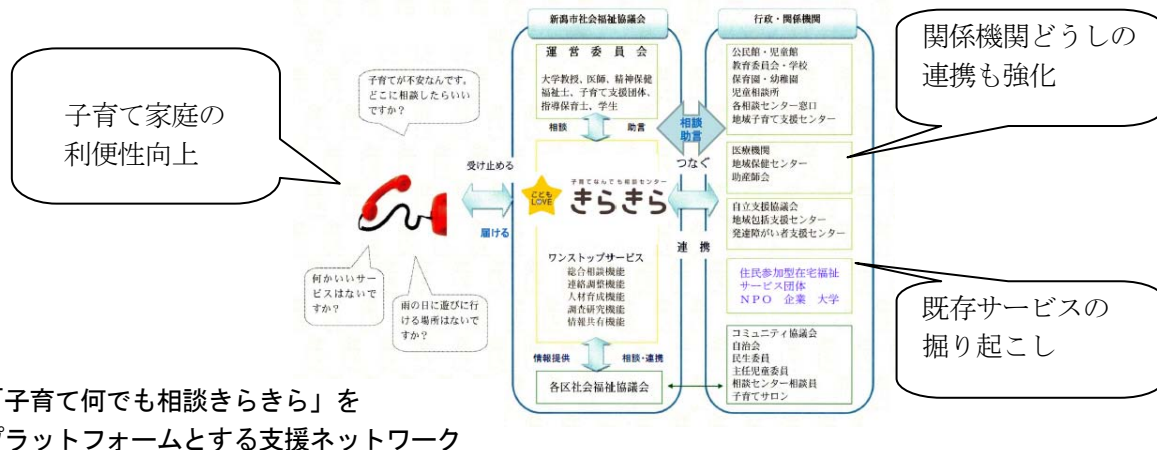 子育て家庭の
利便性向上
子育てが不安なんです。
どこに相談したらいい
ですか？
受け止める
届ける
何かいいサー
ビスはないで
すか？
雨の日に遊びに行
ける場所はないで
すか？
新潟市社会福祉協議会
運営委員会
大学教授、医師、精神保健
福祉士、子育て支援団体、
指導保育士、学生
相談 助言
こども
LOVE
子育てなんでも相談センター
きらきら
ワンストップサービス
総合相談機能
連絡調整機能
人材育成機能
調査研究機能
情報共有機能
情報提供 相談・連携
各区社会福祉協議会
相談
助言
つなぐ
連携
行政・関係機関
公民館・児童館
教育委員会・学校
保育園・幼稚園
児童相談所
各相談センター窓口
地域子育て支援センター
医療機関
地域保健センター
助産師会
自立支援協議会
地域包括支援センター
発達障がい者支援センター
住民参加型在宅福祉
サービス団体
NPO 企業 大学
コミュニティ協議会
自治会
民生委員
主任児童委員
相談センター相談員
子育てサロン
関係機関どうしの
連携も強化
既存サービスの
掘り起こし
「子育て何でも相談きらきら」を
プラットフォームとする支援ネットワーク